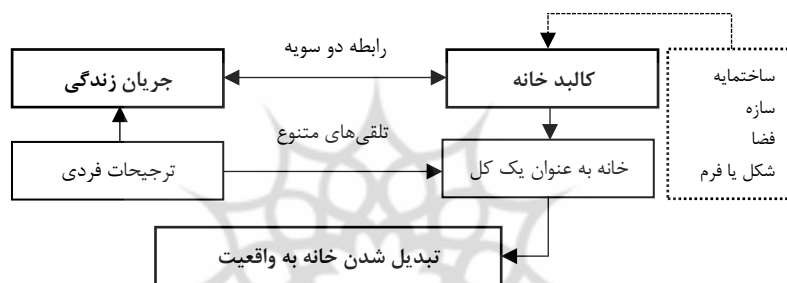 رابطه دو سویه
جریان زندگی
کالبد خانه
ساختمایه
سازه
فضا
شکل یا فرم
تلقی‌های متنوع
ترجیحات فردی
خانه به عنوان یک کل
تبدیل شدن خانه به واقعیت